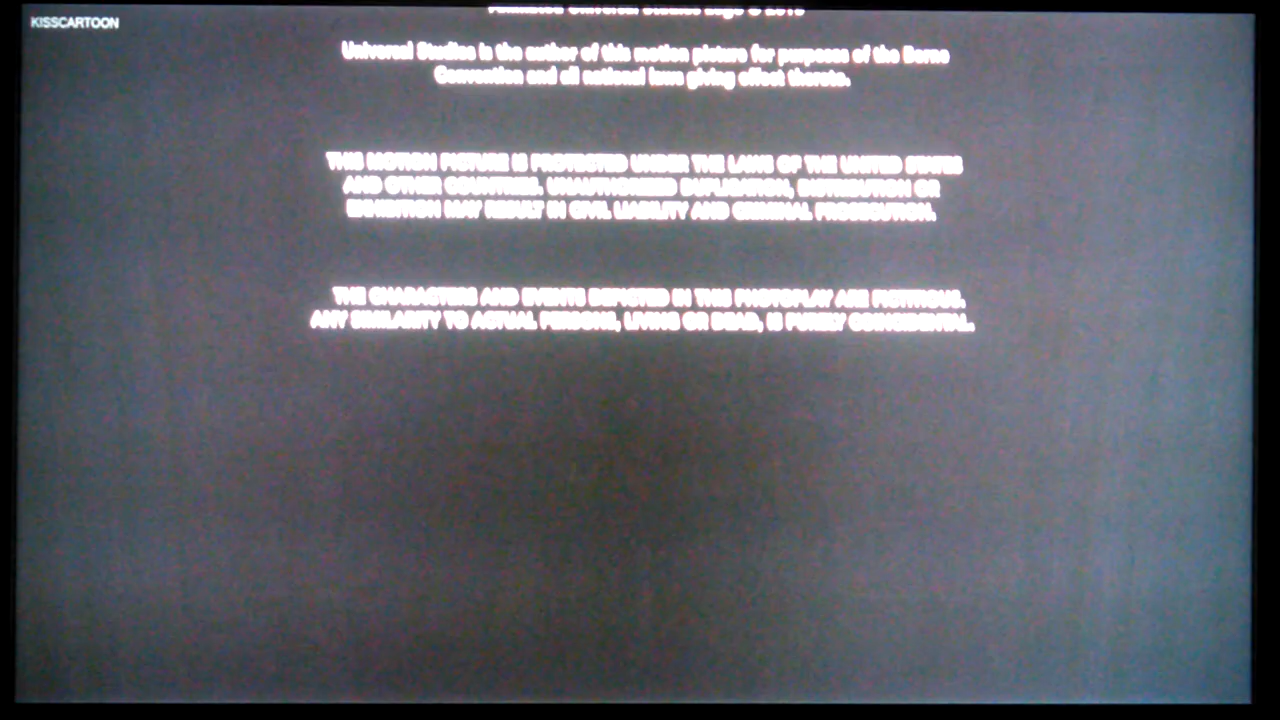 KISSCARTOON
Universal Studios is the author of this motion picture for purposes of the Berne
Convention and all national laws giving effect thereto.
THIS MOTION PICTURE IS PROTECTED UNDER THE LAWS OF THE UNITED STATES
AND OTHER COUNTRIES. UNAUTHORIZED DUPLICATION, DISTRIBUTION OR
EXHIBITION MAY RESULT IN CIVIL LIABILITY AND CRIMINAL PROSECUTION.
THE CHARACTERS AND EVENTS DEPICTED IN THIS PHOTOPLAY ARE FICTITIOUS.
ANY SIMILARITY TO ACTUAL PERSONS, LIVING OR DEAD, IS PURELY COINCIDENTAL.